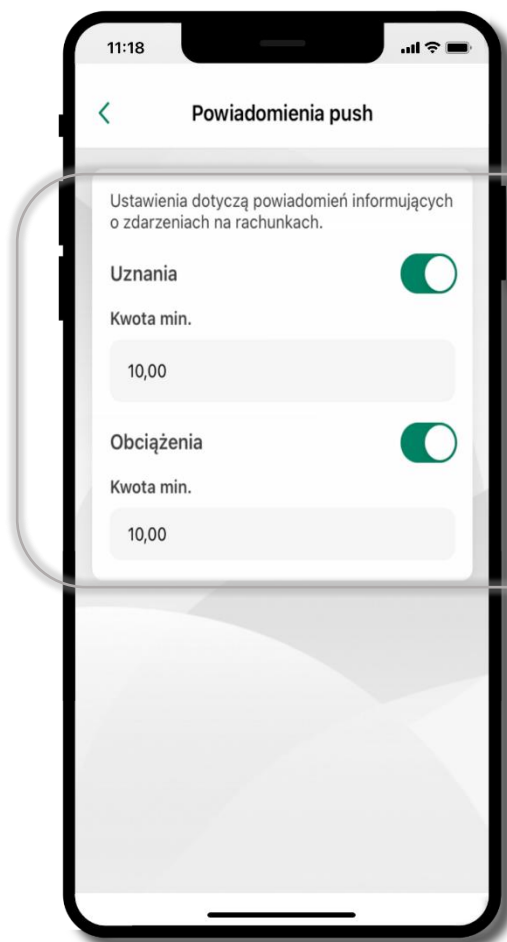 11:18
Powiadomienia push
Ustawienia dotyczą powiadomień informujących
o zdarzeniach na rachunkach.
Uznania
Kwota min.
10,00
Obciążenia
Kwota min.
10,00